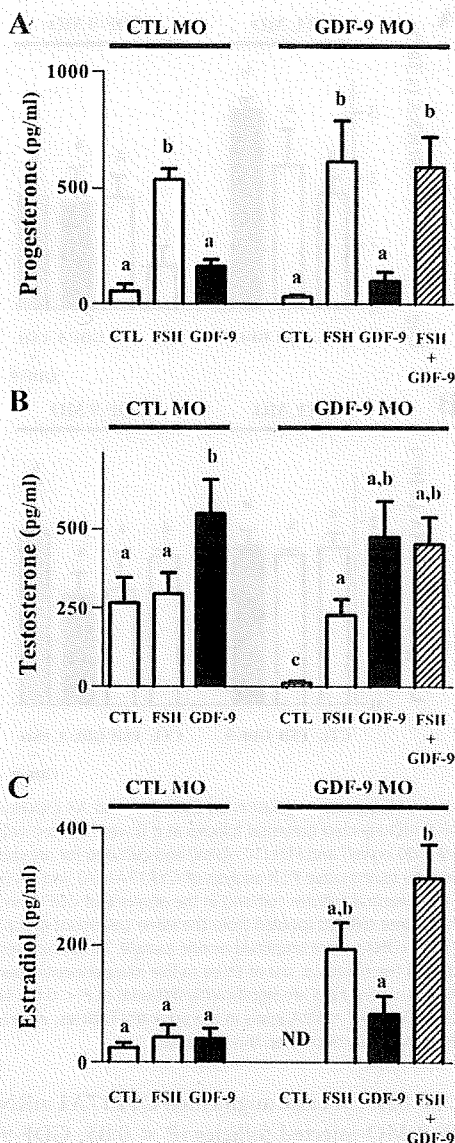 A
CTL MO GDF-9 MO
Progesterone (pg/ml)
1000
500
0
a b a a b a b
CTL FSH GDF-9 CTL FSH GDF-9 FSH + GDF-9
B
CTL MO GDF-9 MO
Testosterone (pg/ml)
500
250
0
a a b c a a,b a,b
CTL FSH GDF-9 CTL FSH GDF-9 FSH + GDF-9
C
CTL MO GDF-9 MO
Estradiol (pg/ml)
400
200
0
a a a ND a,b a b
CTL FSH GDF-9 CTL FSH GDF-9 FSH + GDF-9